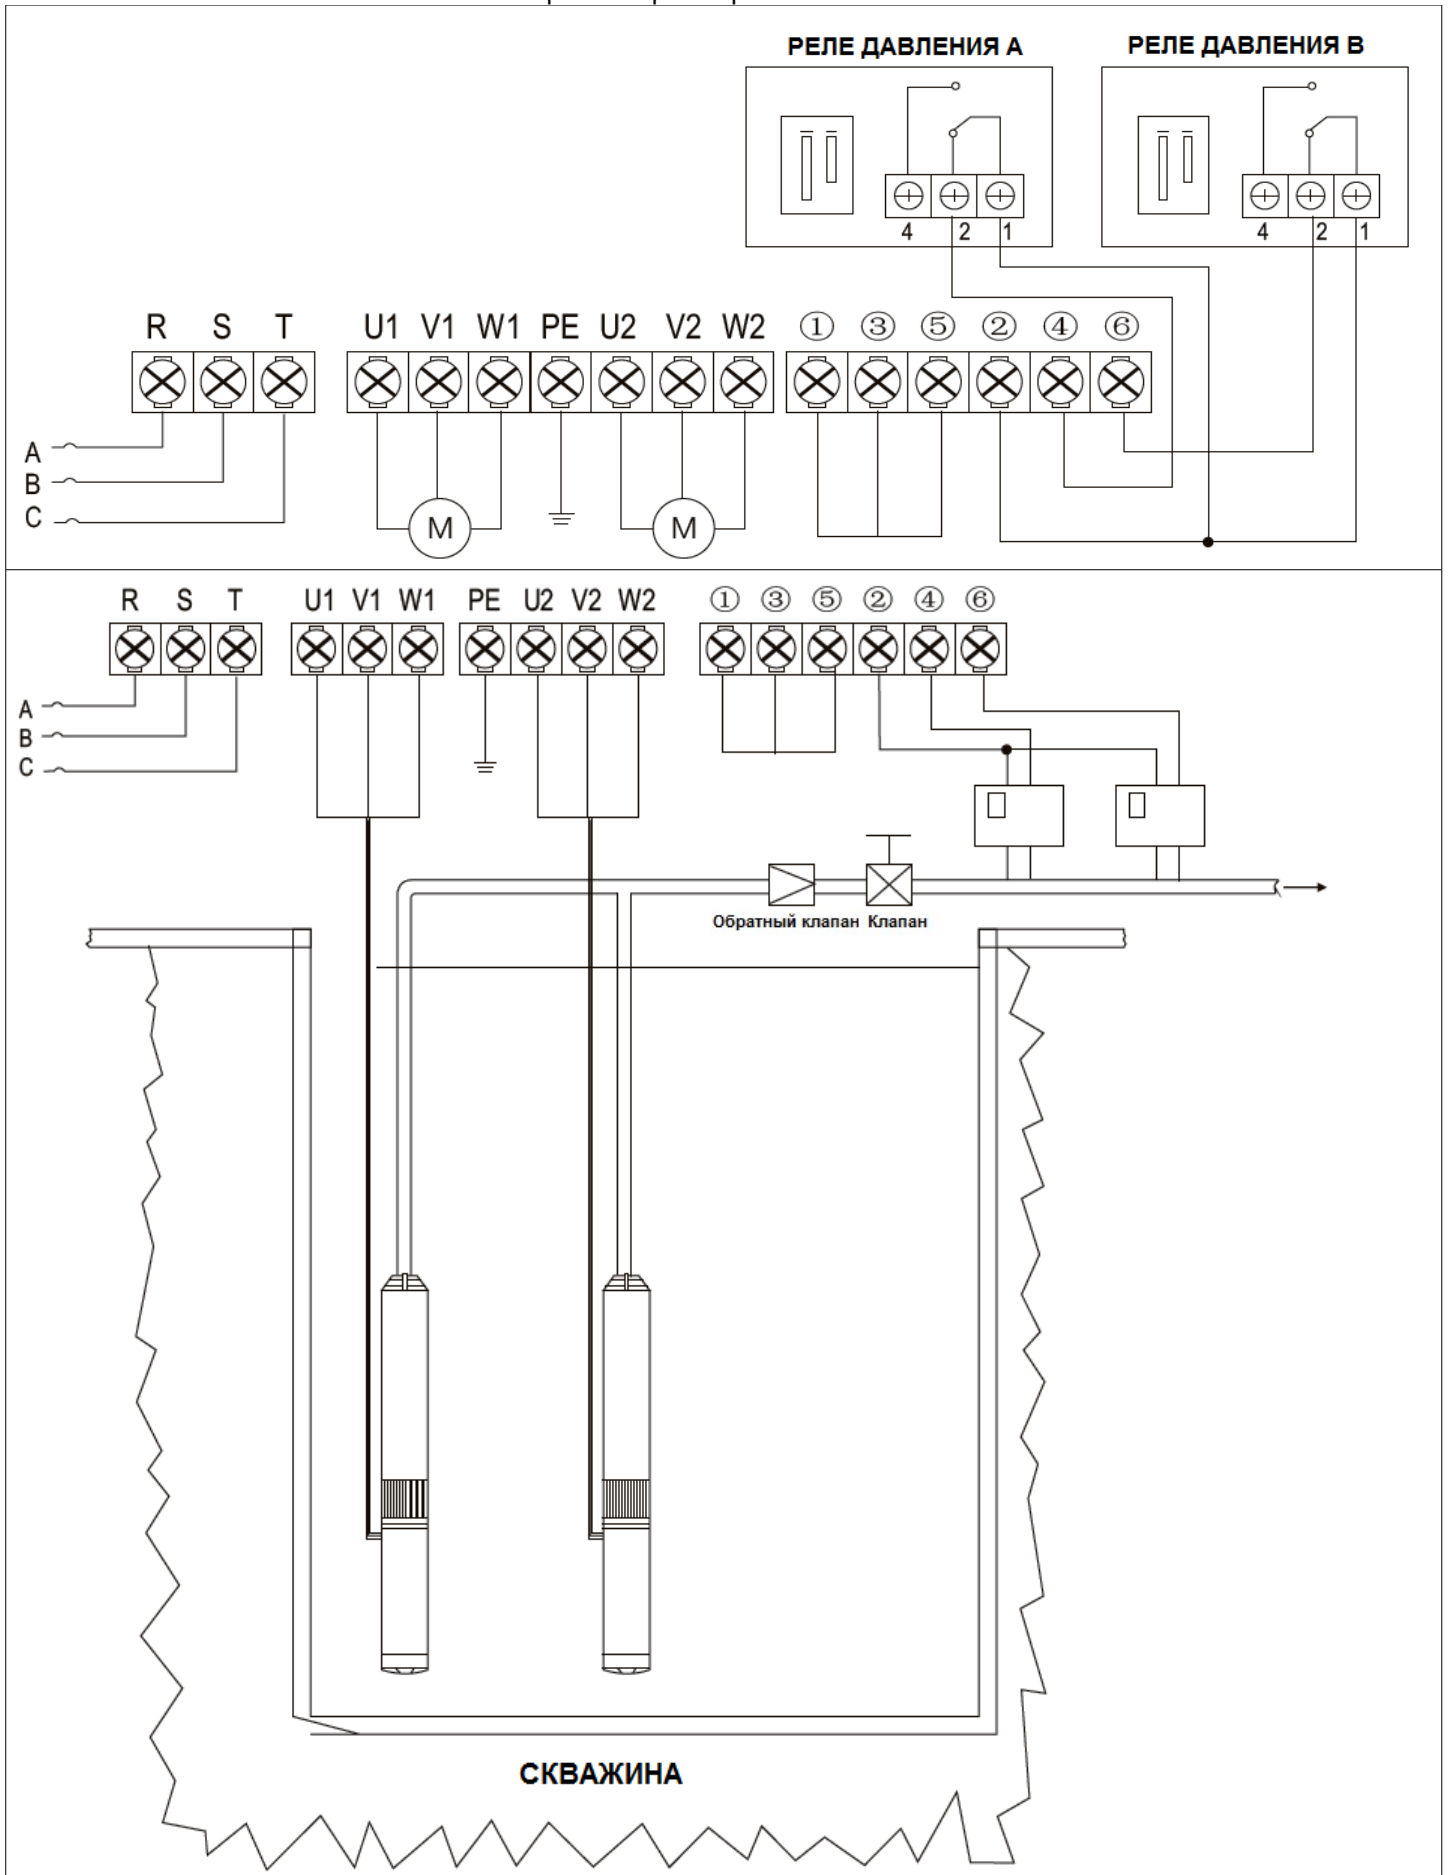 РЕЛЕ ДАВЛЕНИЯ А РЕЛЕ ДАВЛЕНИЯ В
4 2 1 4 2 1
R S T U1 V1 W1 PE U2 V2 W2 ① ③ ⑤ ② ④ ⑥
A
B
C
M M
R S T U1 V1 W1 PE U2 V2 W2 ① ③ ⑤ ② ④ ⑥
A
B
C
Обратный клапан Клапан
СКВАЖИНА